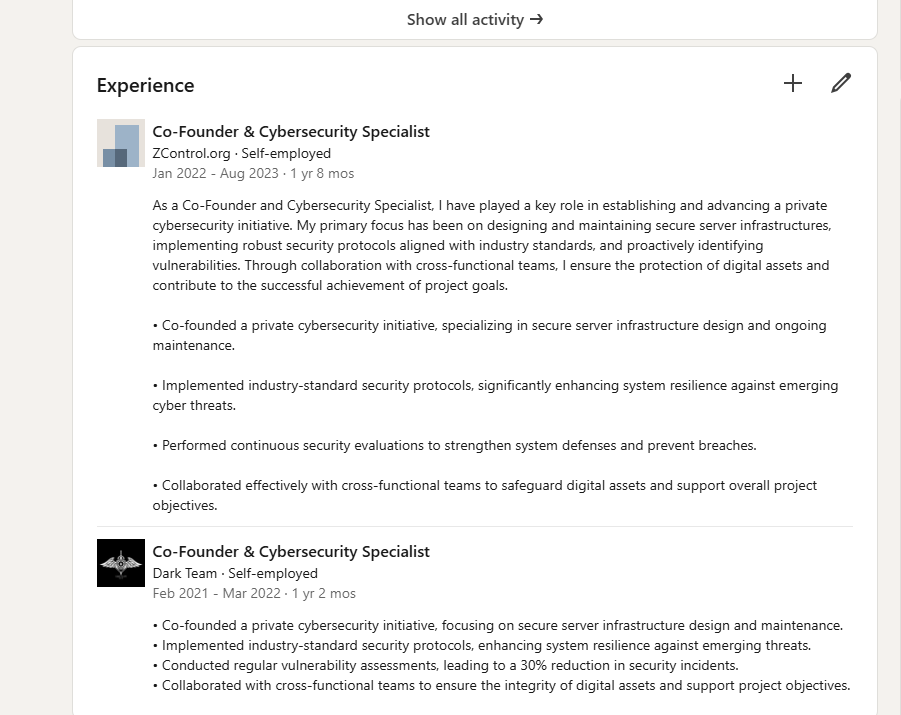 Show all activity →
Experience
Co-Founder & Cybersecurity Specialist
ZControl.org · Self-employed
Jan 2022 - Aug 2023 · 1 yr 8 mos
As a Co-Founder and Cybersecurity Specialist, I have played a key role in establishing and advancing a private
cybersecurity initiative. My primary focus has been on designing and maintaining secure server infrastructures,
implementing robust security protocols aligned with industry standards, and proactively identifying
vulnerabilities. Through collaboration with cross-functional teams, I ensure the protection of digital assets and
contribute to the successful achievement of project goals.
• Co-founded a private cybersecurity initiative, specializing in secure server infrastructure design and ongoing
maintenance.
• Implemented industry-standard security protocols, significantly enhancing system resilience against emerging
cyber threats.
• Performed continuous security evaluations to strengthen system defenses and prevent breaches.
• Collaborated effectively with cross-functional teams to safeguard digital assets and support overall project
objectives.
Co-Founder & Cybersecurity Specialist
Dark Team · Self-employed
Feb 2021 - Mar 2022 · 1 yr 2 mos
• Co-founded a private cybersecurity initiative, focusing on secure server infrastructure design and maintenance.
• Implemented industry-standard security protocols, enhancing system resilience against emerging threats.
• Conducted regular vulnerability assessments, leading to a 30% reduction in security incidents.
• Collaborated with cross-functional teams to ensure the integrity of digital assets and support project objectives.